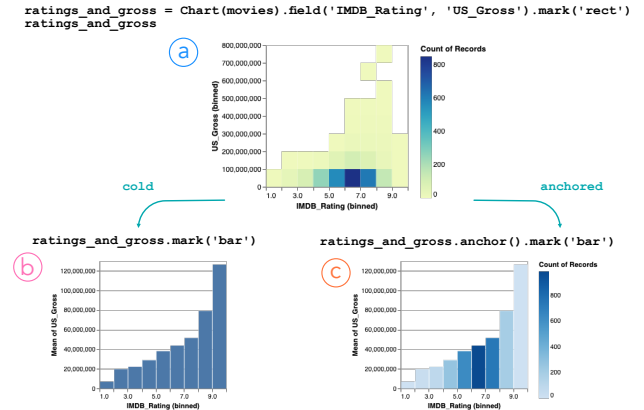 ratings_and_gross = Chart(movies).field('IMDB_Rating', 'US_Gross').mark('rect')
ratings_and_gross
a
US_Gross (binned)
800,000,000
700,000,000
600,000,000
500,000,000
400,000,000
300,000,000
200,000,000
100,000,000
0
1.0 3.0 5.0 7.0 9.0
IMDB_Rating (binned)
Count of Records
800
600
400
200
0
cold
anchored
ratings_and_gross.mark('bar')
b
Mean of US_Gross
120,000,000
100,000,000
80,000,000
60,000,000
40,000,000
20,000,000
0
1.0 3.0 5.0 7.0 9.0
IMDB_Rating (binned)
ratings_and_gross.anchor().mark('bar')
c
Mean of US_Gross
120,000,000
100,000,000
80,000,000
60,000,000
40,000,000
20,000,000
0
1.0 3.0 5.0 7.0 9.0
IMDB_Rating (binned)
Count of Records
800
600
400
200
0